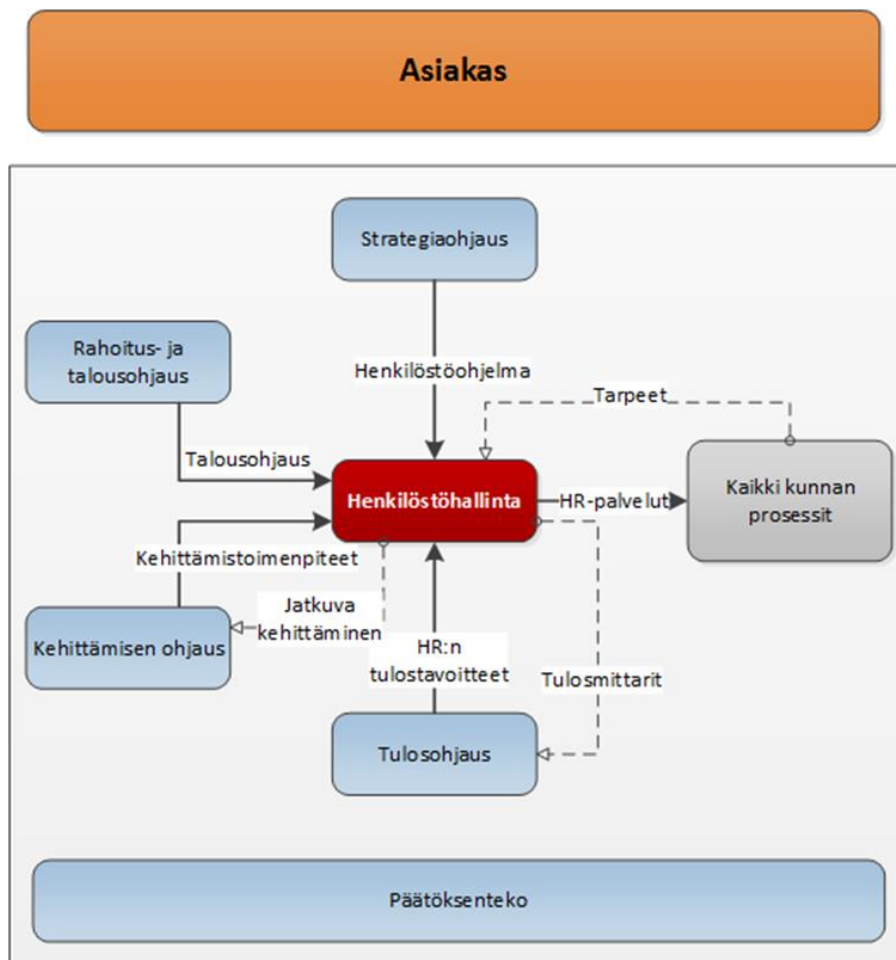 Asiakas
Strategiaohjaus
Rahoitus- ja
talousohjaus
Henkilöstöohjelma
Tarpeet
Talousohjaus
Henkilöstöhallinta
HR-palvelut
Kaikki kunnan
prosessit
Kehittämistoimenpiteet
Jatkuva
kehittäminen
Kehittämisen ohjaus
HR:n
tulostavoitteet
Tulosmittarit
Tulosohjaus
Päätöksenteko